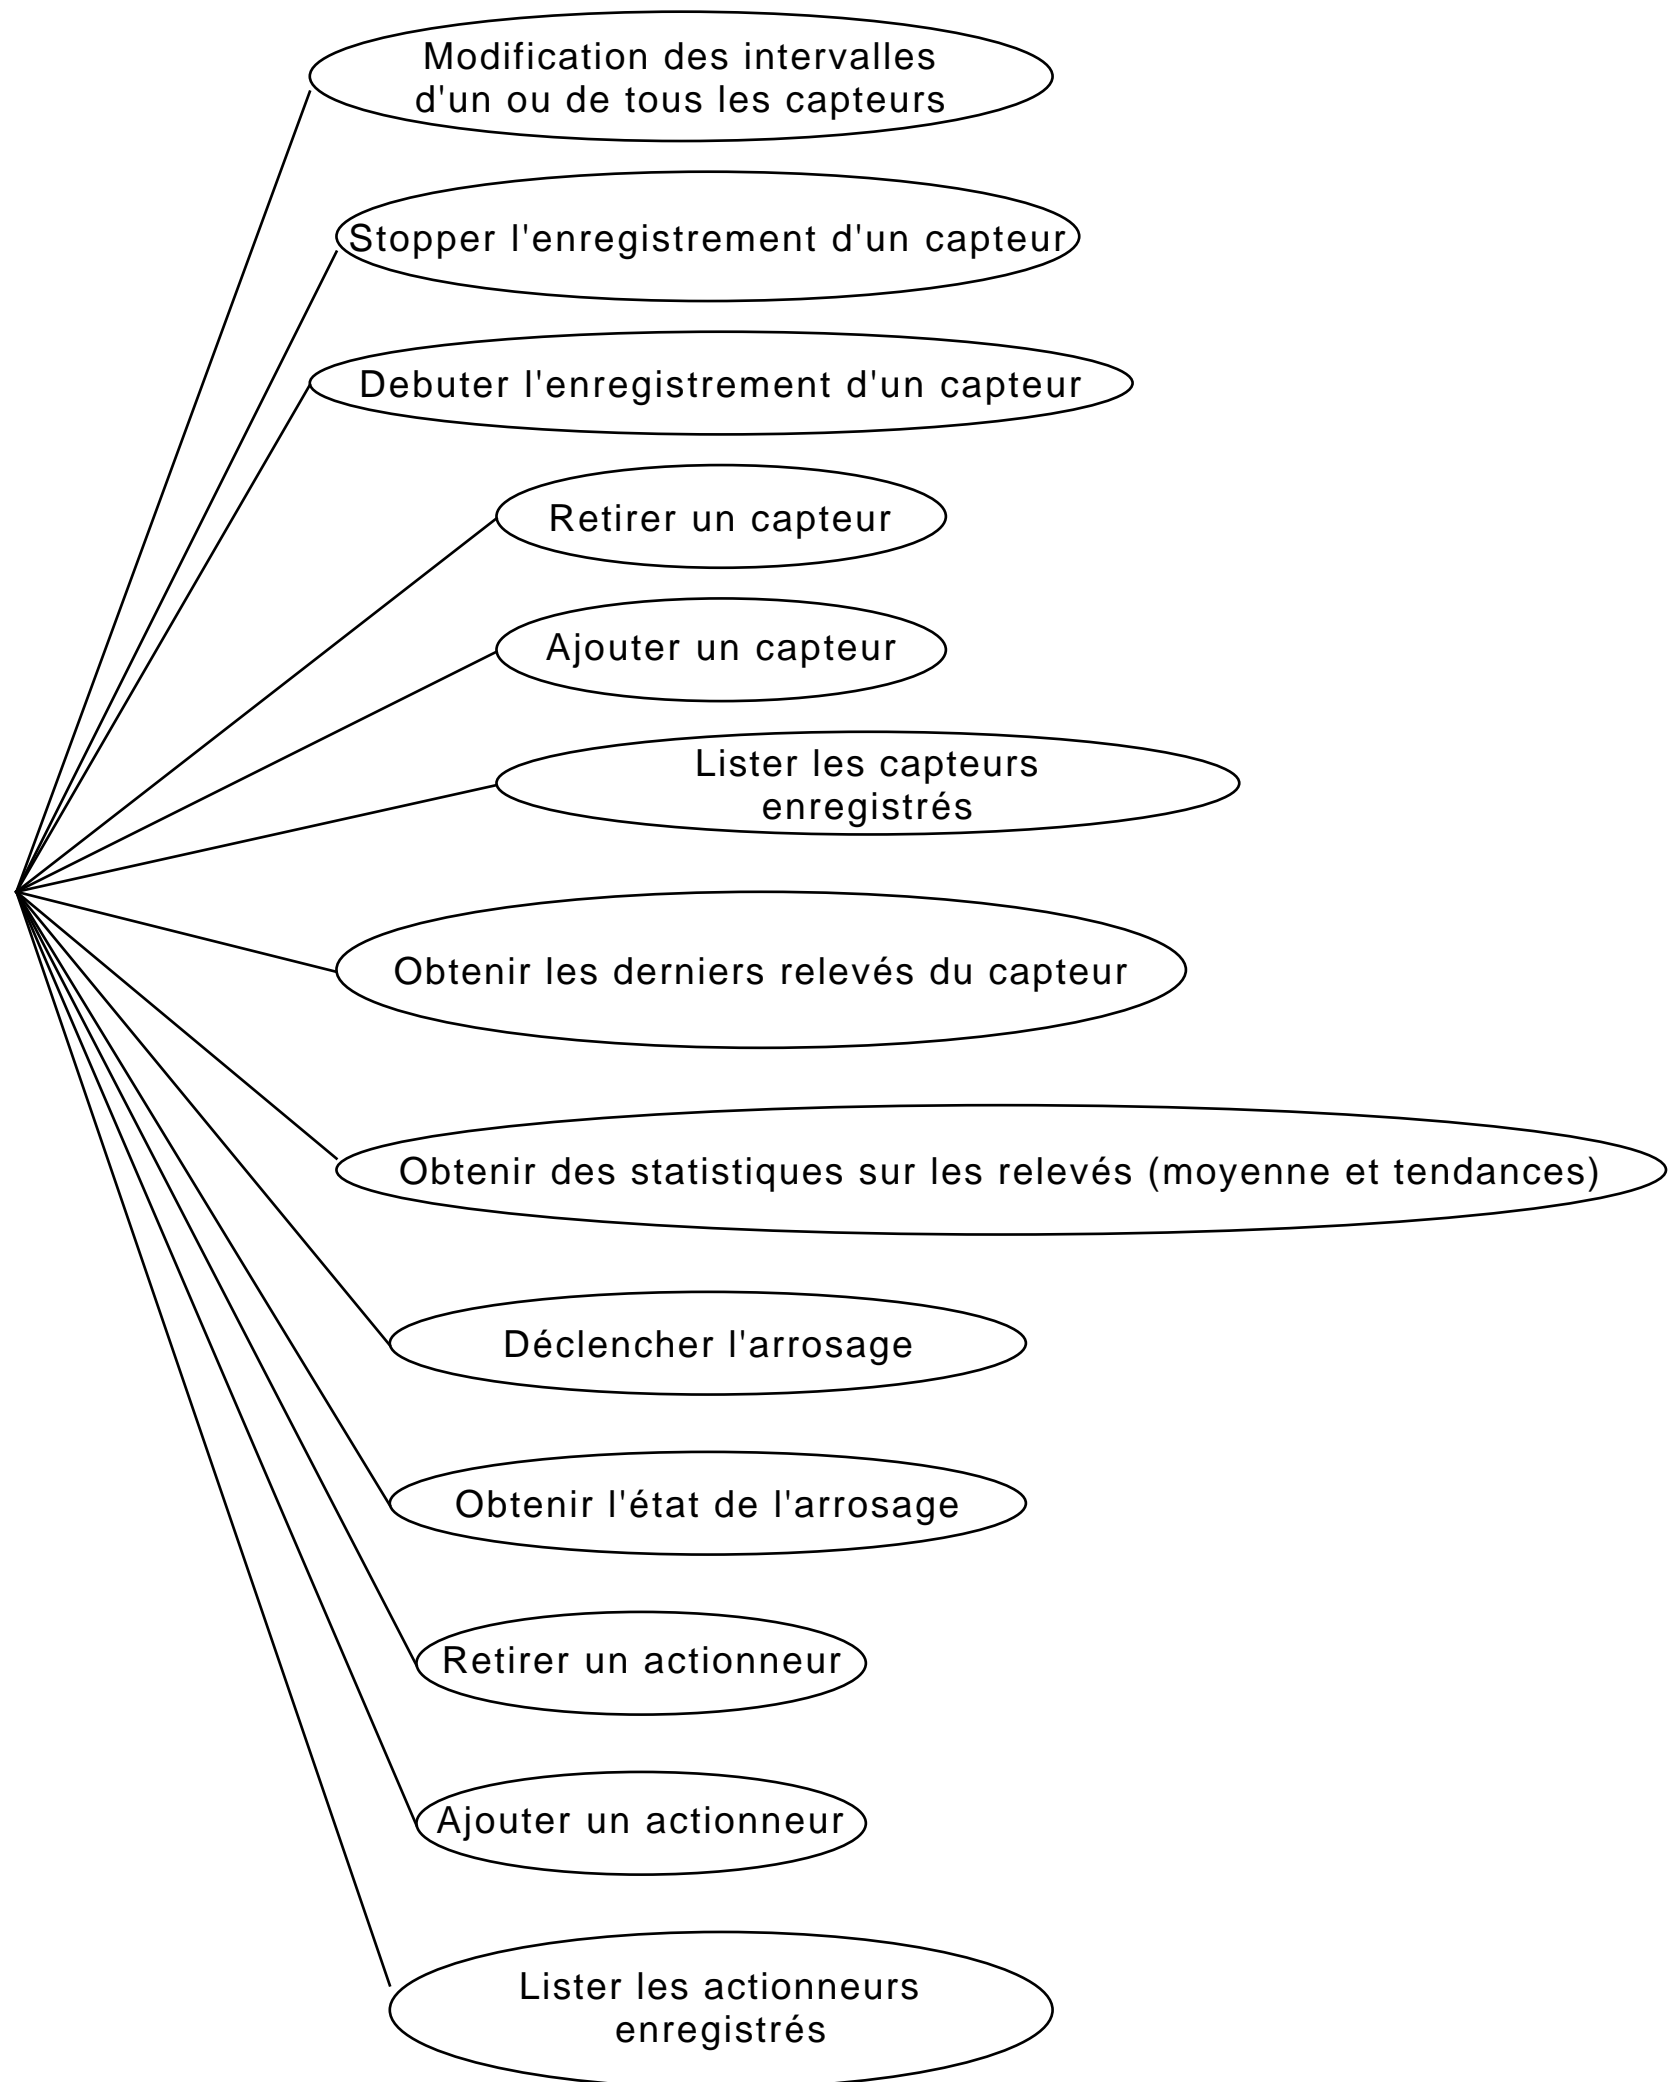 Modification des intervalles
d'un ou de tous les capteurs
Stopper l'enregistrement d'un capteur
Debuter l'enregistrement d'un capteur
Retirer un capteur
Ajouter un capteur
Lister les capteurs
enregistrés
Obtenir les derniers relevés du capteur
Obtenir des statistiques sur les relevés (moyenne et tendances)
Déclencher l'arrosage
Obtenir l'état de l'arrosage
Retirer un actionneur
Ajouter un actionneur
Lister les actionneurs
enregistrés